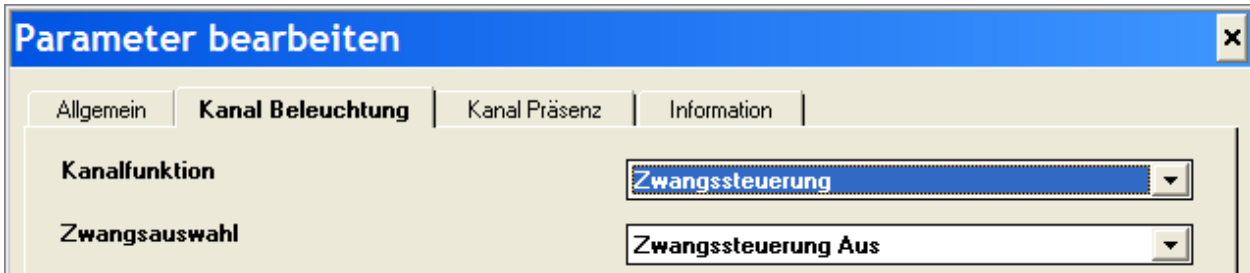 Parameter bearbeiten
Allgemein Kanal Beleuchtung Kanal Präsenz Information
Kanalfunktion Zwangssteuerung
Zwangsauswahl Zwangssteuerung Aus